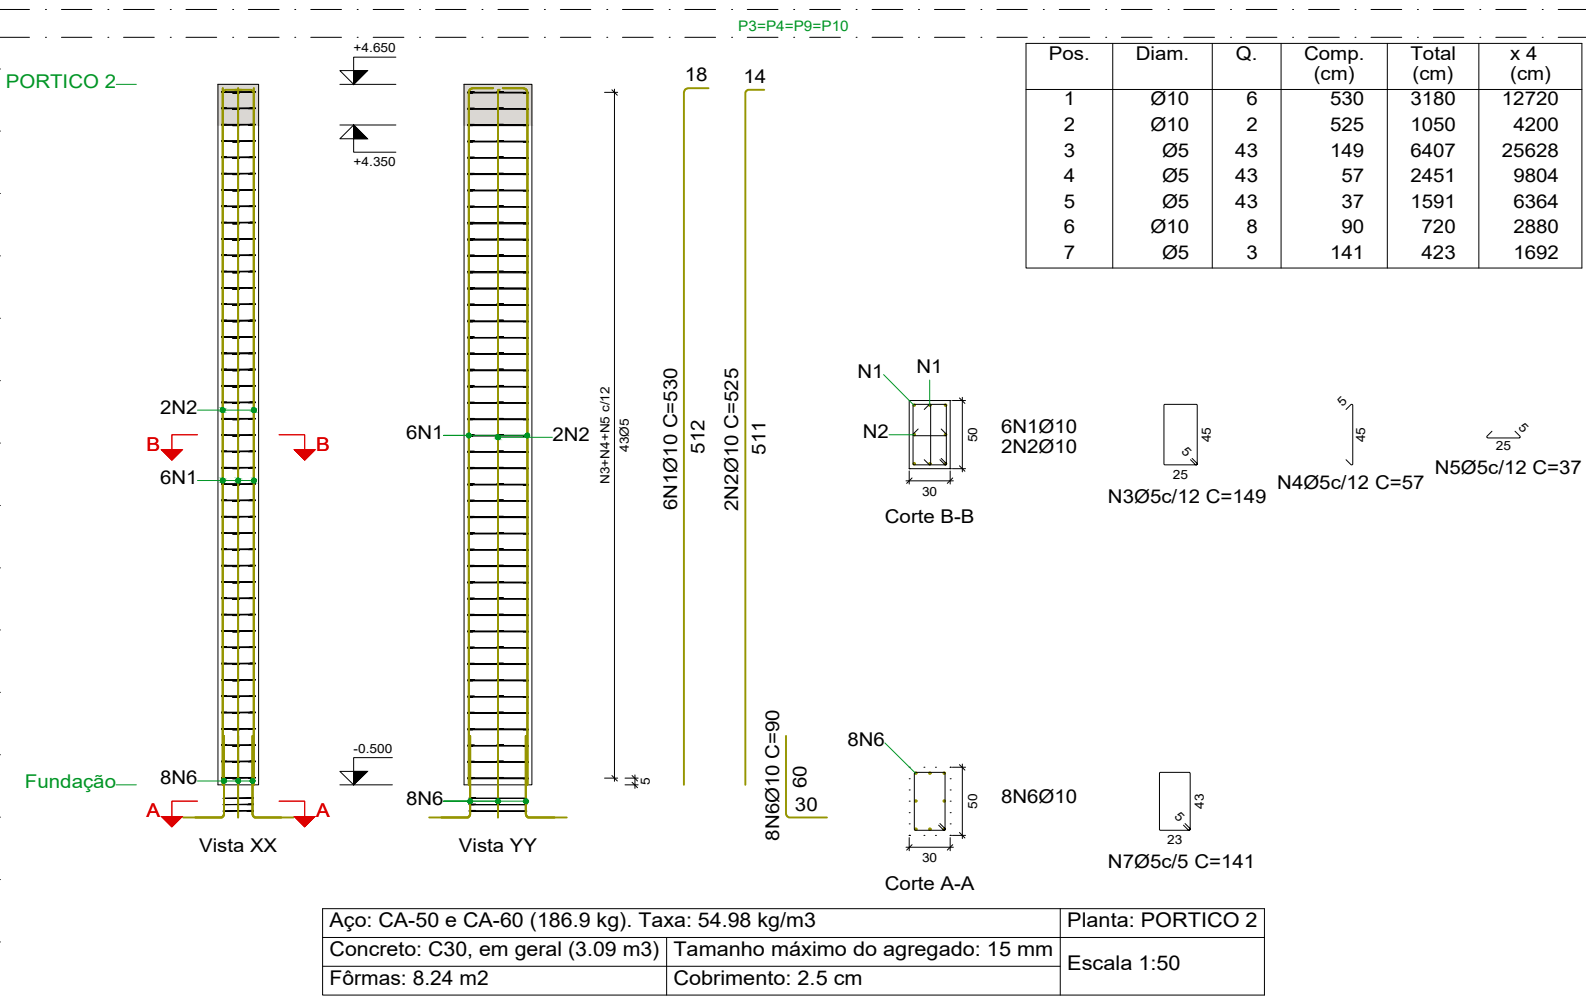 P3=P4=P9=P10
Pos. Diam. Q. Comp. (cm) Total (cm) x 4 (cm)
1 Ø10 6 530 3180 12720
2 Ø10 2 525 1050 4200
3 Ø5 43 149 6407 25628
4 Ø5 43 57 2451 9804
5 Ø5 43 37 1591 6364
6 Ø10 8 90 720 2880
7 Ø5 3 141 423 1692
PORTICO 2
+4.650
+4.350
2N2
B B
6N1
-0.500
Fundação
8N6
A A
Vista XX
6N1
2N2
8N6
Vista YY
N3+N4+N5 c/12
43Ø5
5
18
6N1Ø10 C=530
512
14
2N2Ø10 C=525
511
8N6Ø10 C=90
60
30
N1
N1
N2
50
30
6N1Ø10
2N2Ø10
Corte B-B
45
5
25
N3Ø5c/12 C=149
5
45
N4Ø5c/12 C=57
5
25
N5Ø5c/12 C=37
8N6
50
30
8N6Ø10
Corte A-A
43
5
23
N7Ø5c/5 C=141
Aço: CA-50 e CA-60 (186.9 kg). Taxa: 54.98 kg/m3
Planta: PORTICO 2
Concreto: C30, em geral (3.09 m3)
Tamanho máximo do agregado: 15 mm
Escala 1:50
Fôrmas: 8.24 m2
Cobrimento: 2.5 cm